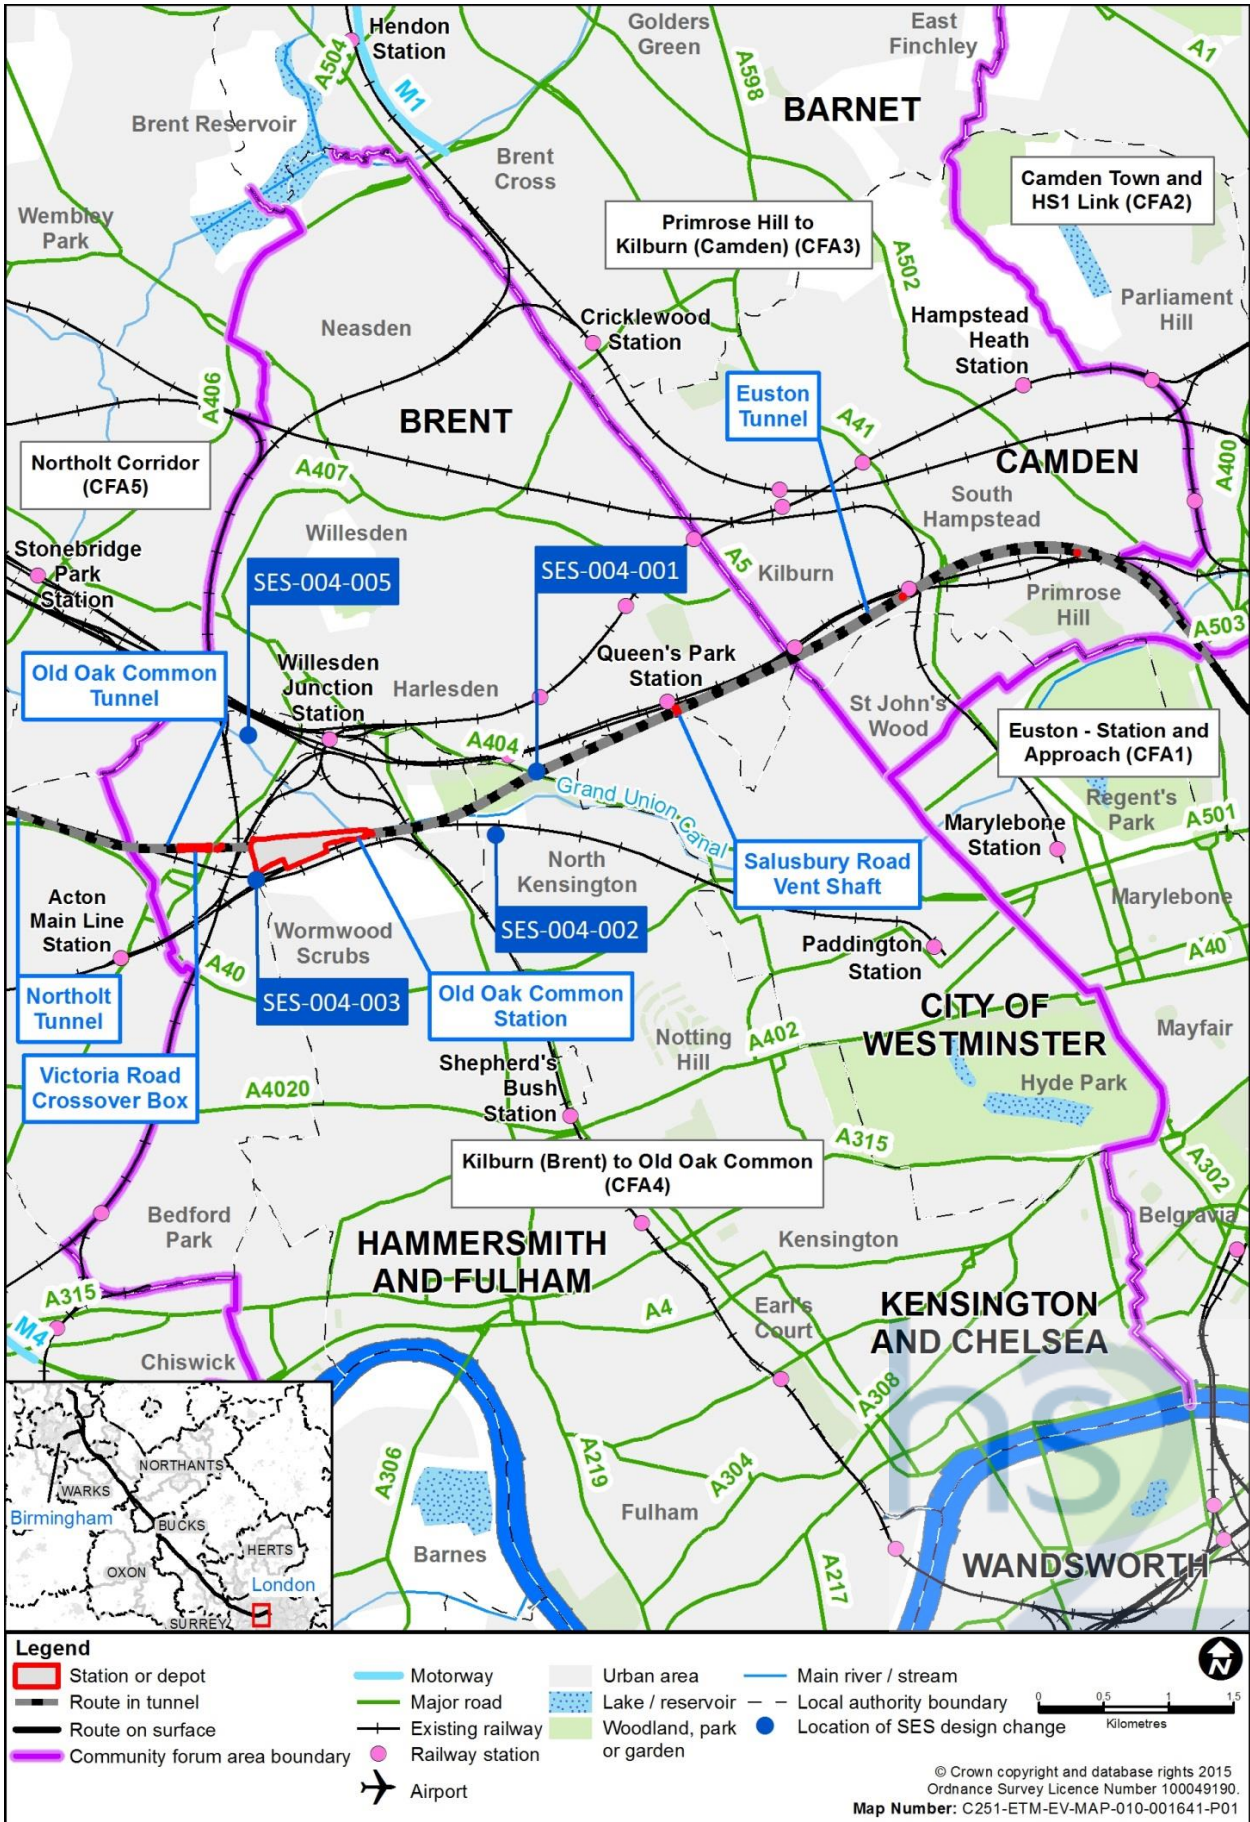 Hendon
Station
Golders
Green
East
Finchley
A1
A504
M1
A598
BARNET
Brent Reservoir
Brent
Cross
Camden Town and
HS1 Link (CFA2)
Wembley
Park
Primrose Hill to
Kilburn (Camden) (CFA3)
A502
Parliament
Hill
Neasden
Cricklewood
Station
Hampstead
Heath
Station
A406
Euston
Tunnel
BRENT
A41
CAMDEN
A400
Northolt Corridor
(CFA5)
A407
South
Hampstead
Willesden
Stonebridge
Park
Station
SES-004-005
SES-004-001
A5
Kilburn
Primrose
Hill
A503
Old Oak Common
Tunnel
Willesden
Junction
Station
Harlesden
Queen's Park
Station
St John's
Wood
A404
Euston - Station and
Approach (CFA1)
Grand Union Canal
Regent's
Park
A501
Marylebone
Station
Salusbury Road
Vent Shaft
North
Kensington
Marylebone
Acton
Main Line
Station
Wormwood
Scrubs
SES-004-002
Paddington
Station
A40
A40
Northolt
Tunnel
SES-004-003
Old Oak Common
Station
CITY OF
WESTMINSTER
Mayfair
Notting
Hill
A402
Victoria Road
Crossover Box
Shepherd's
Bush
Station
A4020
Hyde Park
A315
Kilburn (Brent) to Old Oak Common
(CFA4)
A302
Belgravia
Bedford
Park
HAMMERSMITH
AND FULHAM
Kensington
A315
A4
Earl's
Court
KENSINGTON
AND CHELSEA
M4
Chiswick
A308
hs2
A306
A219
A304
Fulham
Barnes
A217
WANDSWORTH
NORTHANTS
WARKS
Birmingham
BUCKS
HERTS
OXON
London
SURREY
Legend
Station or depot
Route in tunnel
Route on surface
Community forum area boundary
Motorway
Major road
Existing railway
Railway station
Airport
Urban area
Lake / reservoir
Woodland, park
or garden
Main river / stream
Local authority boundary
Location of SES design change
N
0 0.5 1 1.5
Kilometres
© Crown copyright and database rights 2015
Ordnance Survey Licence Number 100049190.
Map Number: C251-ETM-EV-MAP-010-001641-P01